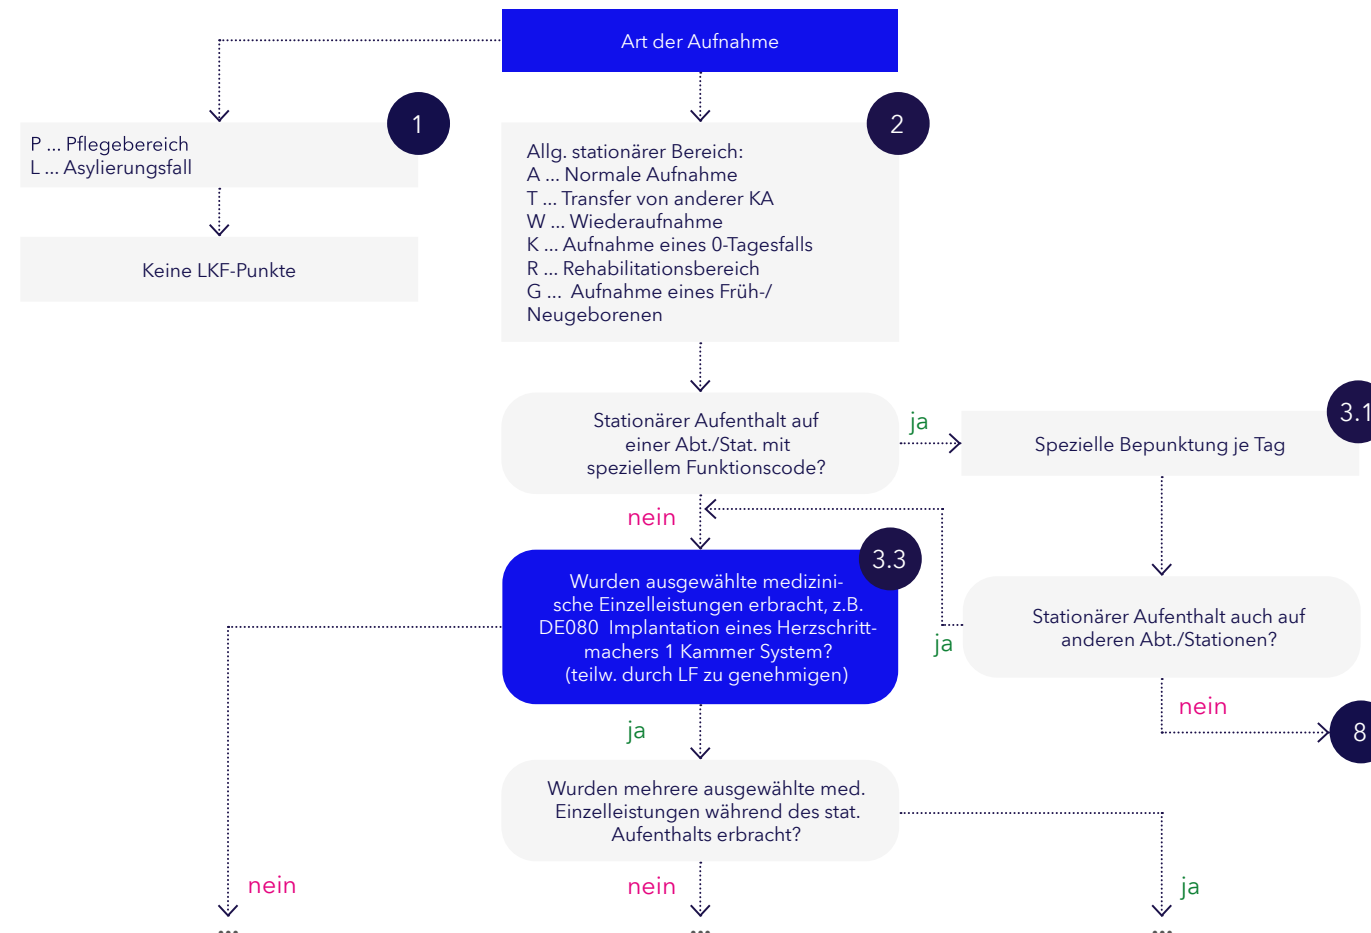 Art der Aufnahme
1
P ... Pflegebereich
L ... Asylierungsfall
Keine LKF-Punkte
2
Allg. stationärer Bereich:
A ... Normale Aufnahme
T ... Transfer von anderer KA
W ... Wiederaufnahme
K ... Aufnahme eines 0-Tagesfalls
R ... Rehabilitationsbereich
G ... Aufnahme eines Früh-/
Neugeborenen
Stationärer Aufenthalt auf
einer Abt./Stat. mit
speziellem Funktionscode?
ja
3.1
Spezielle Bepunktung je Tag
nein
3.3
Wurden ausgewählte medizini-
sche Einzelleistungen erbracht, z.B.
DE080 Implantation eines Herzschritt-
machers 1 Kammer System?
(teilw. durch LF zu genehmigen)
Stationärer Aufenthalt auch auf
anderen Abt./Stationen?
ja
nein
8
ja
Wurden mehrere ausgewählte med.
Einzelleistungen während des stat.
Aufenthalts erbracht?
nein
nein
ja
...
...
...